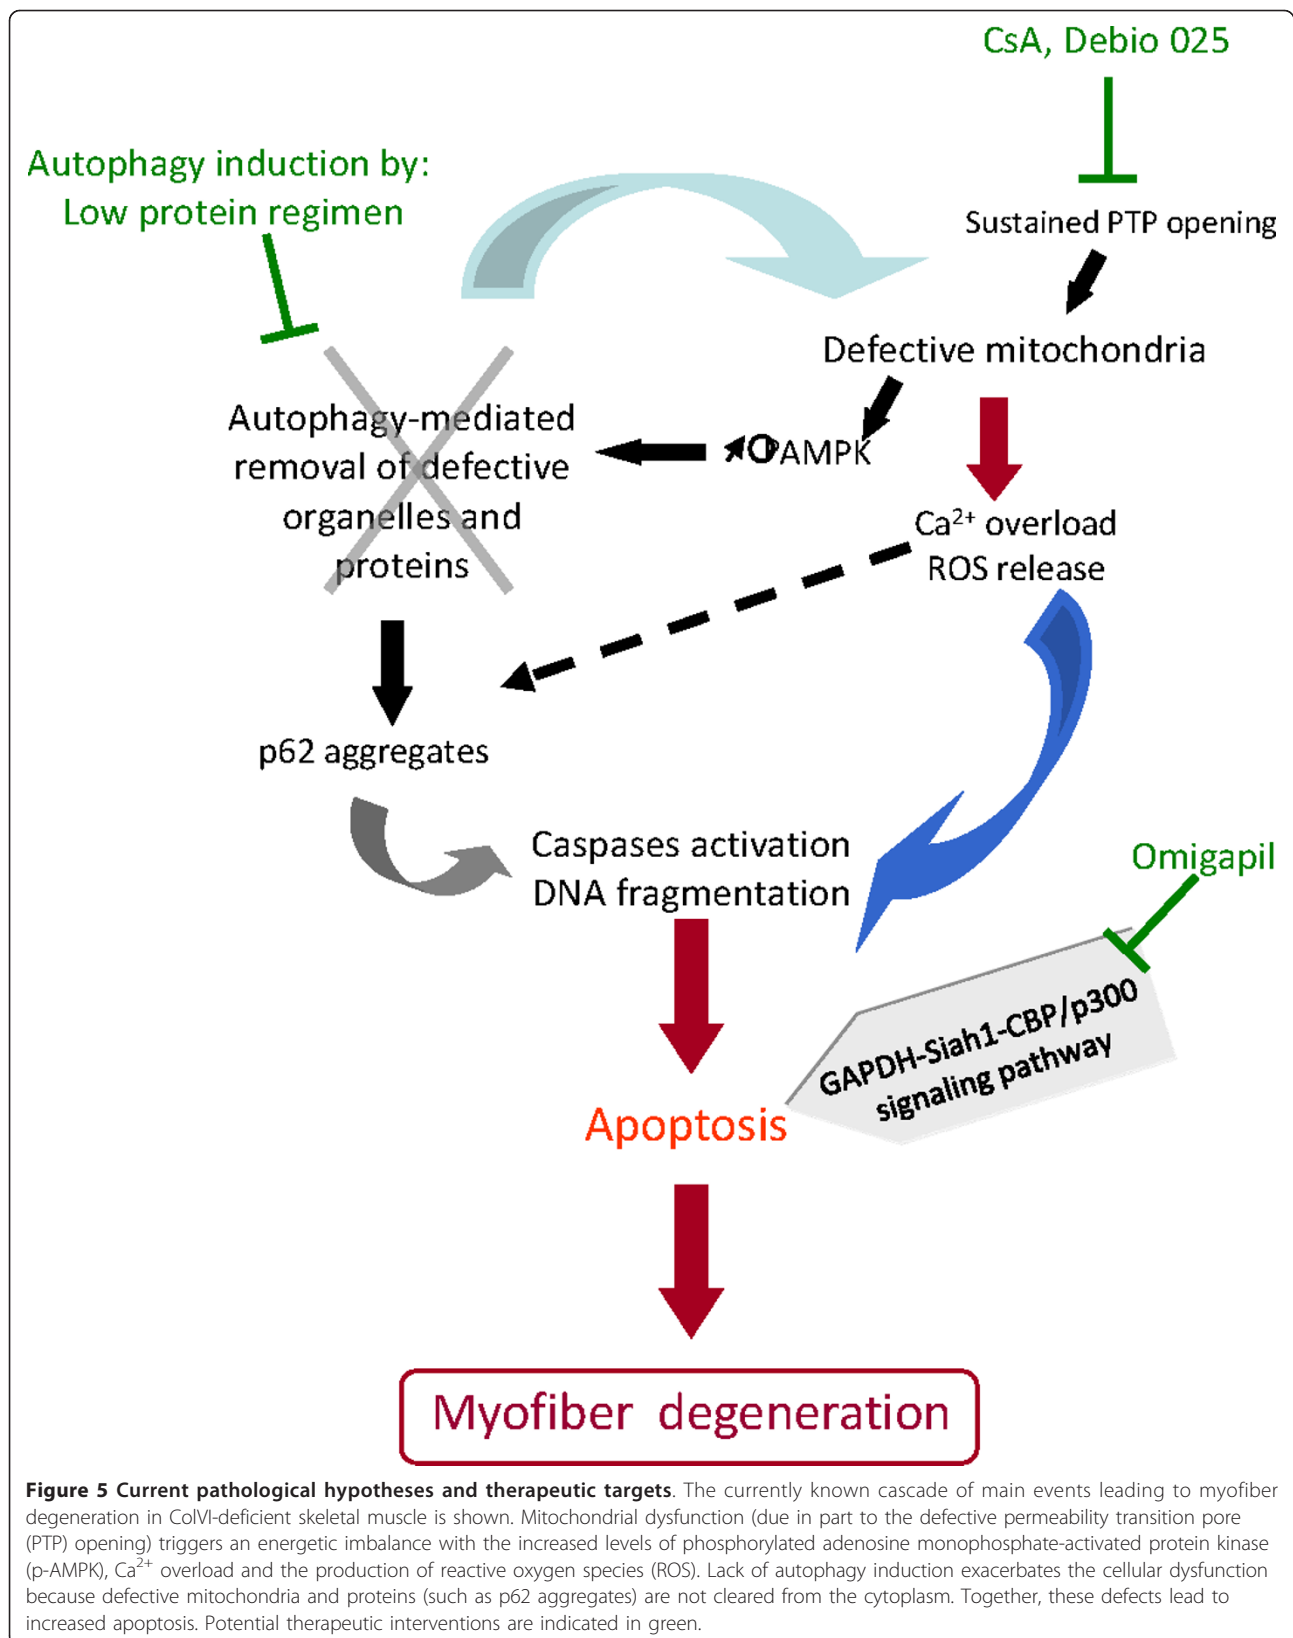 CsA, Debio 025
Autophagy induction by:
Low protein regimen
Sustained PTP opening
Defective mitochondria
Autophagy-mediated
removal of defective
organelles and
proteins
PAMPK
Ca²⁺ overload
ROS release
p62 aggregates
Caspases activation
DNA fragmentation
Omigapil
GAPDH-Siah1-CBP/p300
signaling pathway
Apoptosis
Myofiber degeneration
Figure 5 Current pathological hypotheses and therapeutic targets. The currently known cascade of main events leading to myofiber
degeneration in ColVI-deficient skeletal muscle is shown. Mitochondrial dysfunction (due in part to the defective permeability transition pore
(PTP) opening) triggers an energetic imbalance with the increased levels of phosphorylated adenosine monophosphate-activated protein kinase
(p-AMPK), Ca²⁺ overload and the production of reactive oxygen species (ROS). Lack of autophagy induction exacerbates the cellular dysfunction
because defective mitochondria and proteins (such as p62 aggregates) are not cleared from the cytoplasm. Together, these defects lead to
increased apoptosis. Potential therapeutic interventions are indicated in green.